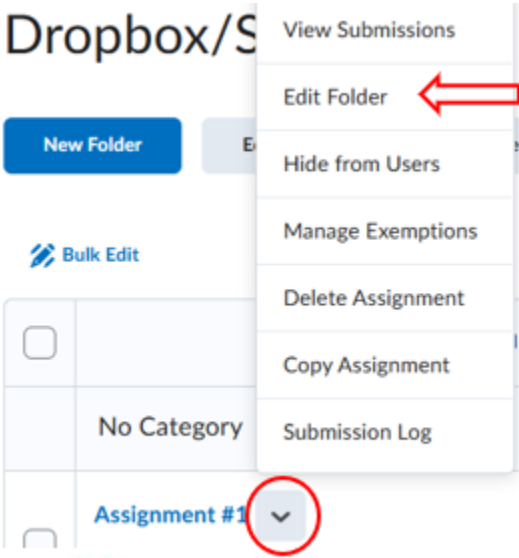 Dropbox/S
View Submissions
Edit Folder
New Folder
Hide from Users
Bulk Edit
Manage Exemptions
Delete Assignment
Copy Assignment
No Category
Submission Log
Assignment #1